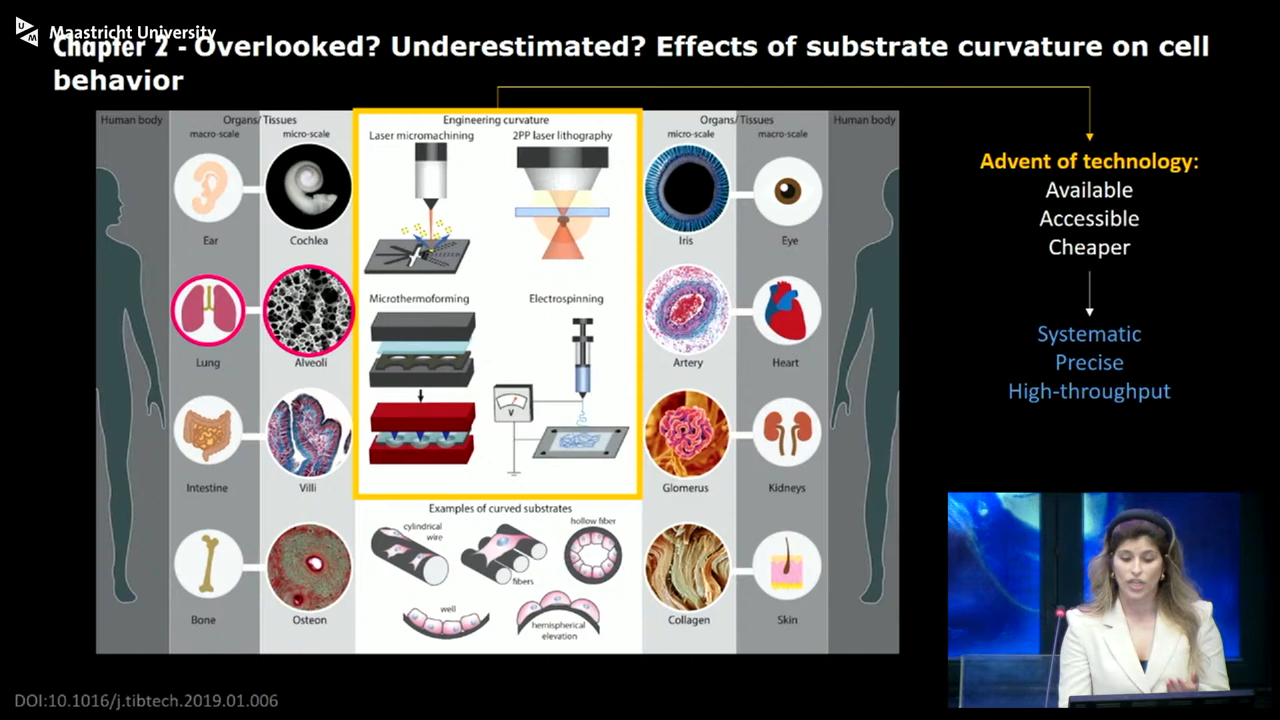 UM
Maastricht University
Chapter 2 - Overlooked? Underestimated? Effects of substrate curvature on cell
behavior
Human body
Organs/ Tissues
macro-scale
micro-scale
Ear
Cochlea
Lung
Alveoli
Intestine
Villi
Bone
Osteon
Engineering curvature
Laser micromachining
2PP laser lithography
Microthermoforming
Electrospinning
V
Examples of curved substrates
cylindrical
wire
fibers
hollow fiber
well
hemispherical
elevation
Organs/ Tissues
micro-scale
macro-scale
Human body
Iris
Eye
Artery
Heart
Glomerus
Kidneys
Collagen
Skin
Advent of technology:
Available
Accessible
Cheaper
Systematic
Precise
High-throughput
DOI:10.1016/j.tibtech.2019.01.006